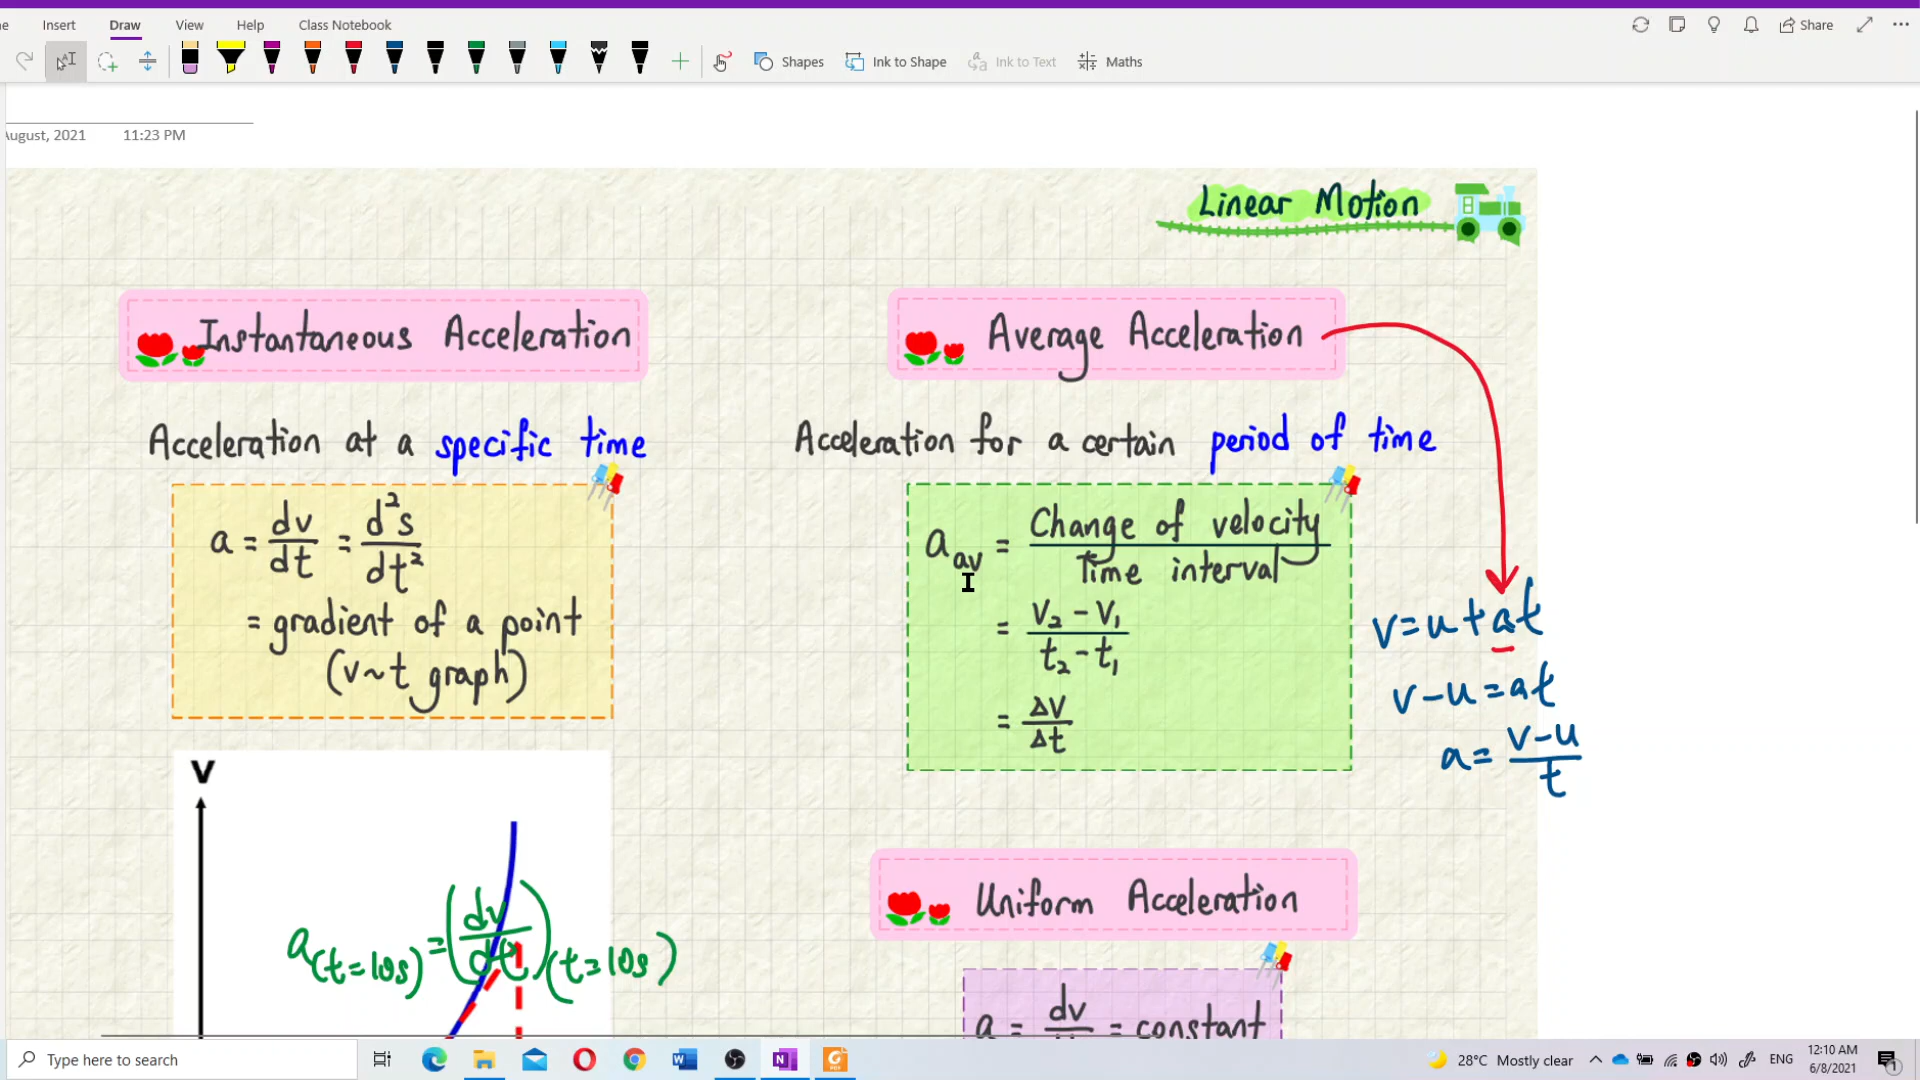 Insert Draw View Help Class Notebook Share
Shapes Ink to Shape Ink to Text Maths
August, 2021 11:23 PM
Linear Motion
Instantaneous Acceleration
Acceleration at a specific time
a = dv/dt = d²s/dt²
= gradient of a point
(v~t graph)
V
a(t=10s) = (dv/dt)(t=10s)
Average Acceleration
Acceleration for a certain period of time
a_av = Change of velocity / Time interval
= V₂ - V₁ / t₂ - t₁
= ΔV / Δt
v=u+at
v-u=at
a= v-u / t
Uniform Acceleration
a = dv = constant
Type here to search
28°C Mostly clear
ENG
12:10 AM
6/8/2021
1